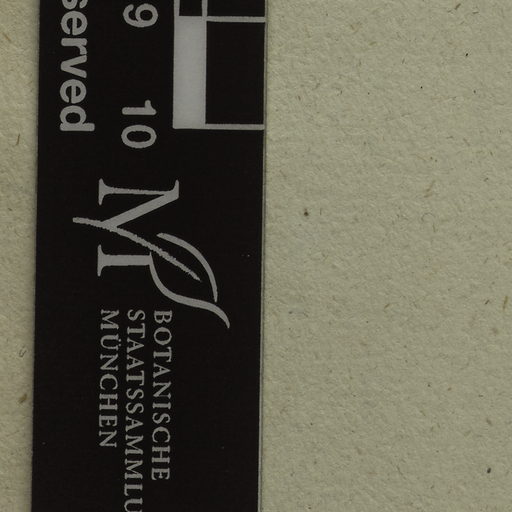 served
9 10
BOTANISCHE
STAATSSAMMLU
MÜNCHEN